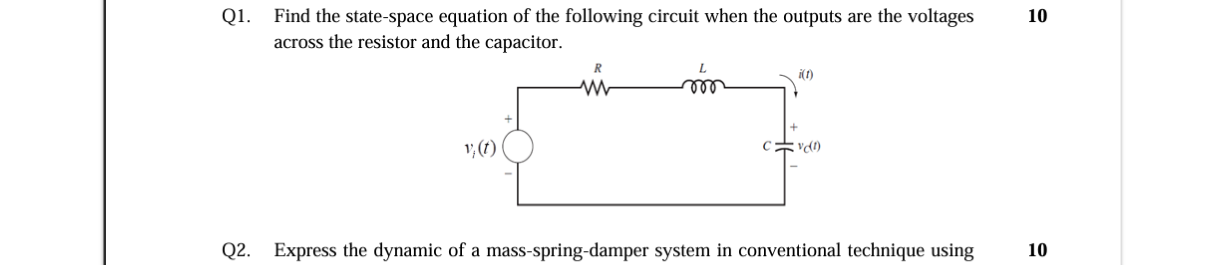 Q1. Find the state-space equation of the following circuit when the outputs are the voltages 10
across the resistor and the capacitor.
R L i(t)
+ +
vi(t) C vC(t)
- -
Q2. Express the dynamic of a mass-spring-damper system in conventional technique using 10